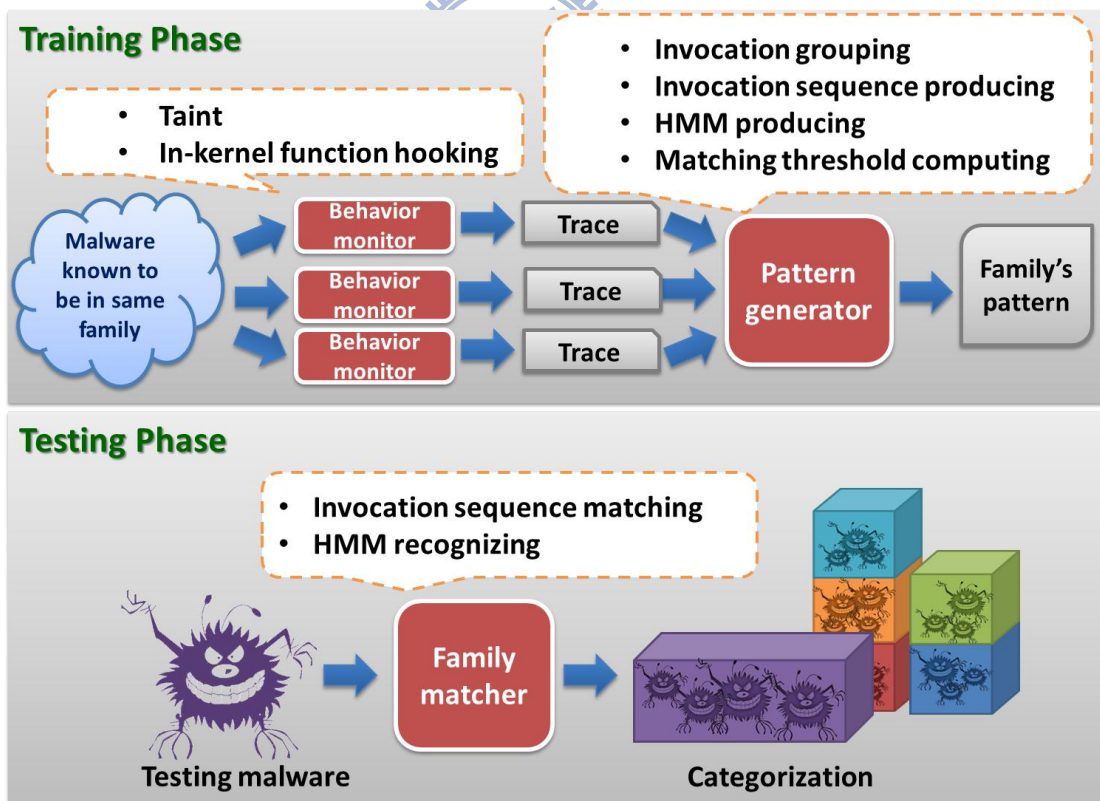 Training Phase
• Taint
• In-kernel function hooking
• Invocation grouping
• Invocation sequence producing
• HMM producing
• Matching threshold computing
Malware
known to
be in same
family
Behavior
monitor
Trace
Behavior
monitor
Trace
Behavior
monitor
Trace
Pattern
generator
Family's
pattern
Testing Phase
• Invocation sequence matching
• HMM recognizing
Family
matcher
Testing malware
Categorization